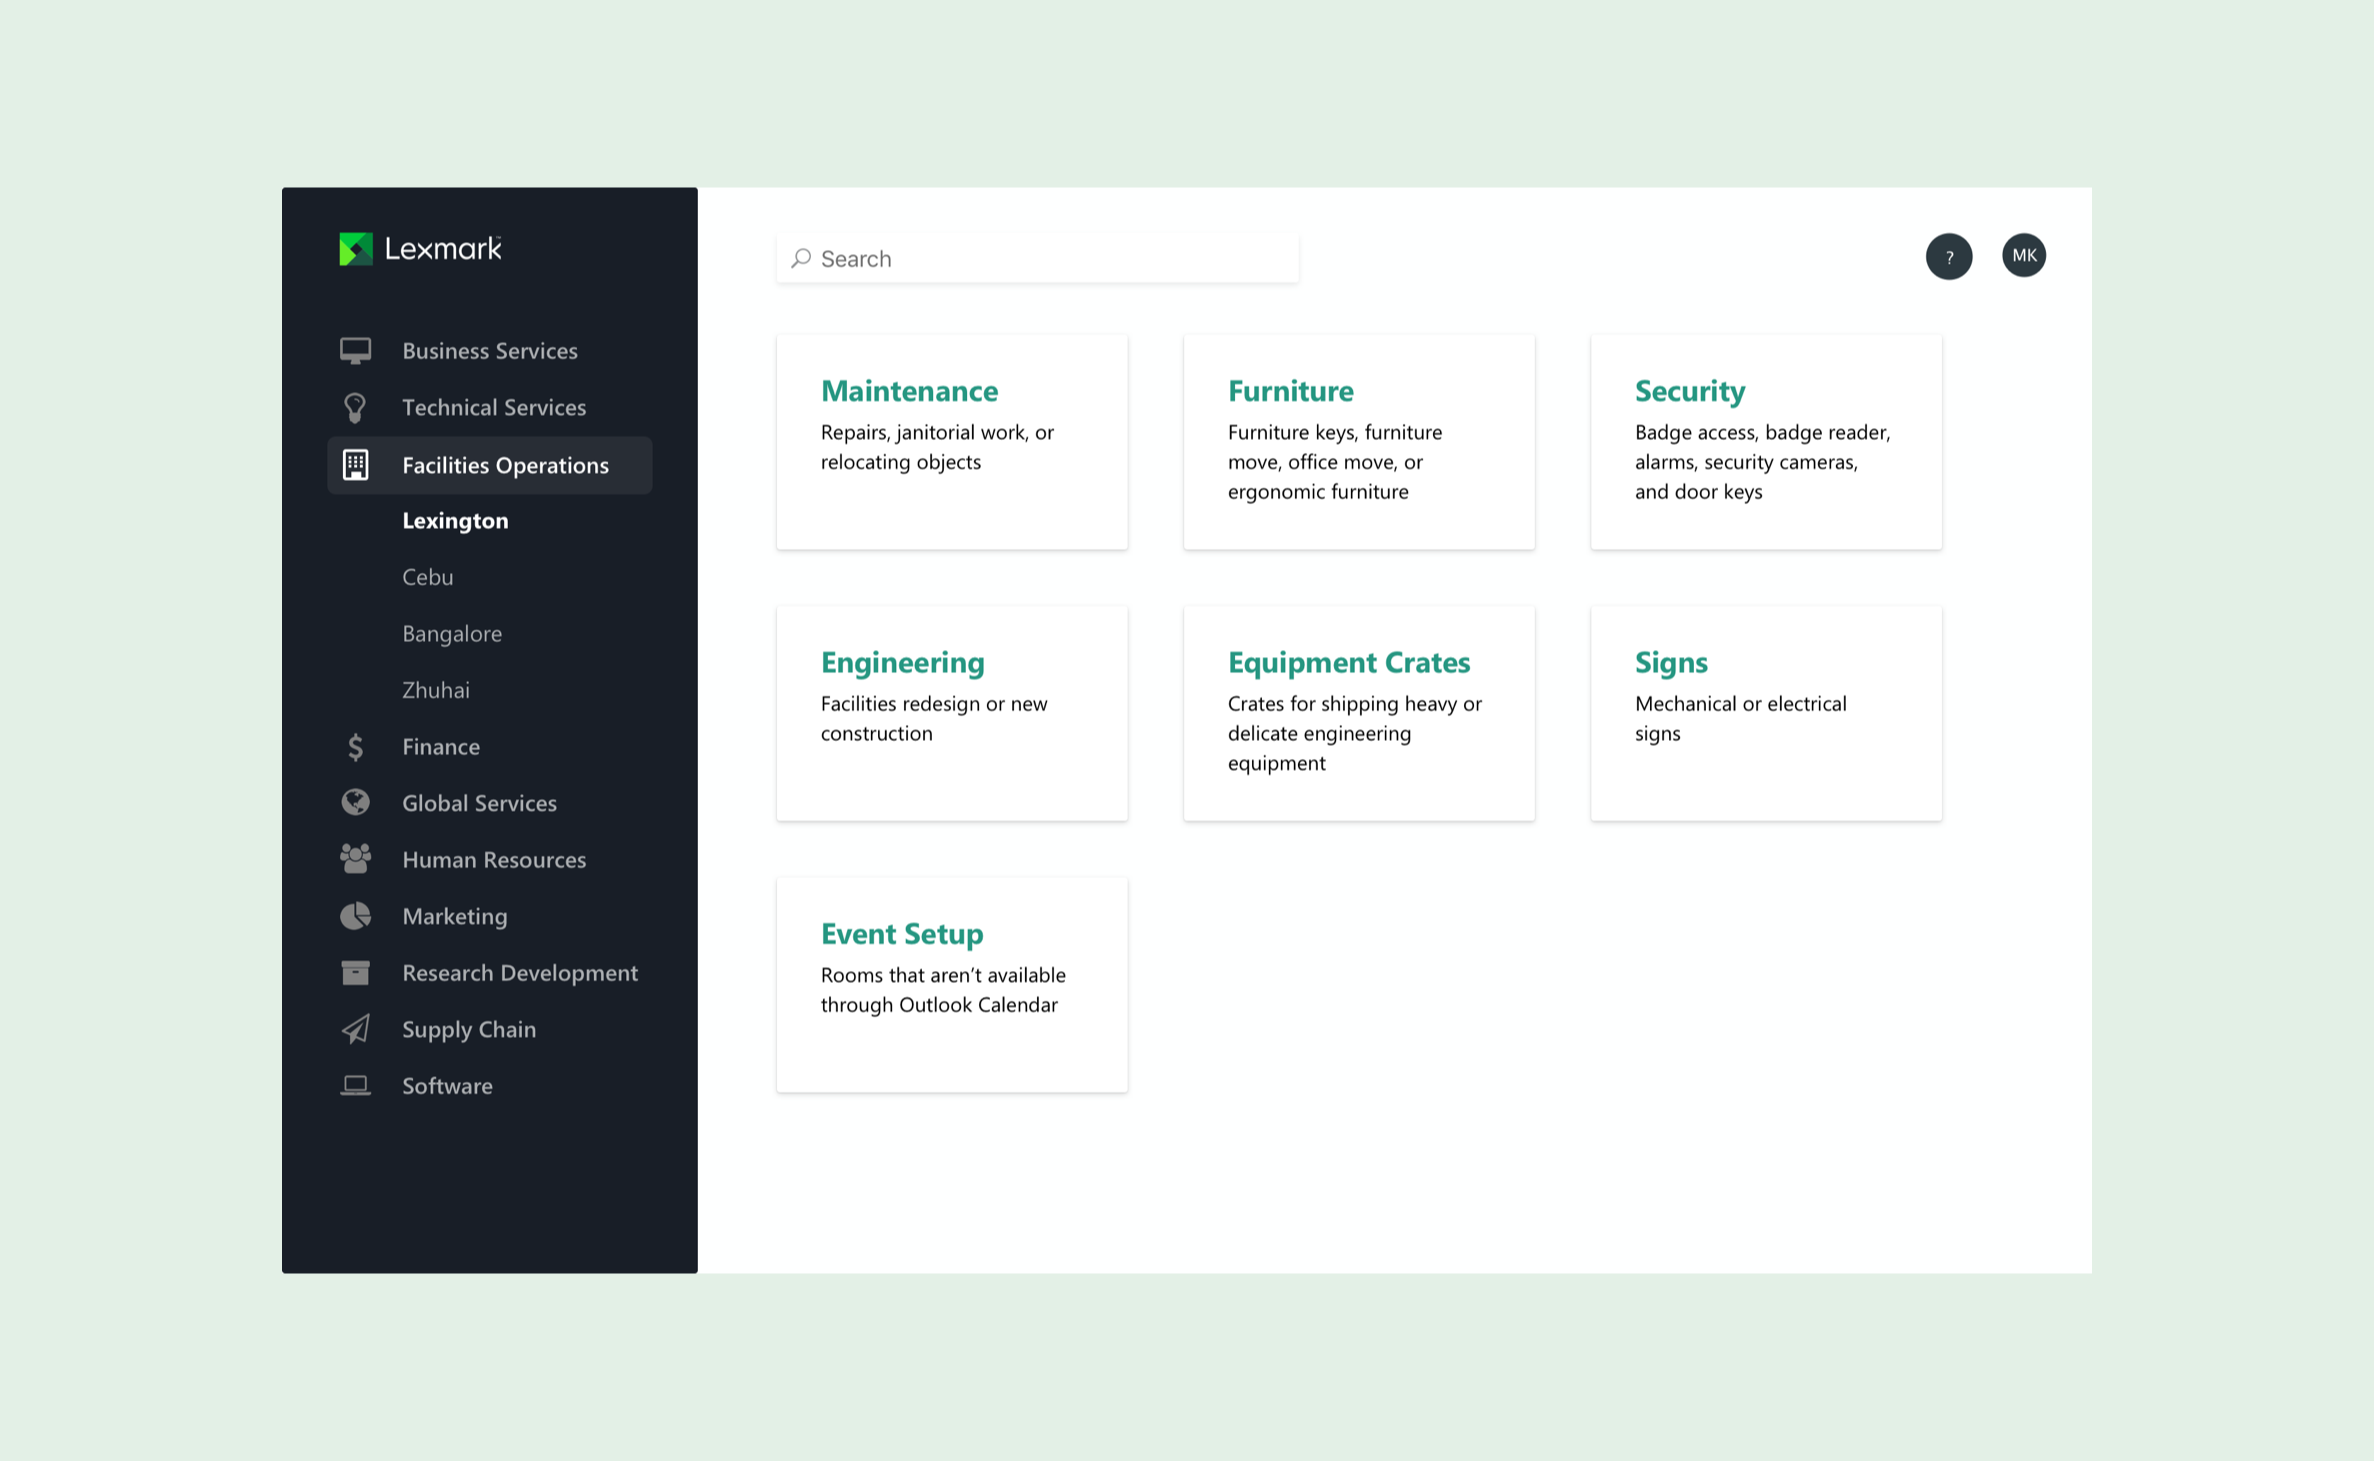 Lexmark™
Business Services
Technical Services
Facilities Operations
Lexington
Cebu
Bangalore
Zhuhai
Finance
Global Services
Human Resources
Marketing
Research Development
Supply Chain
Software
Search
?
MK
Maintenance
Repairs, janitorial work, or
relocating objects
Furniture
Furniture keys, furniture
move, office move, or
ergonomic furniture
Security
Badge access, badge reader,
alarms, security cameras,
and door keys
Engineering
Facilities redesign or new
construction
Equipment Crates
Crates for shipping heavy or
delicate engineering
equipment
Signs
Mechanical or electrical
signs
Event Setup
Rooms that aren’t available
through Outlook Calendar